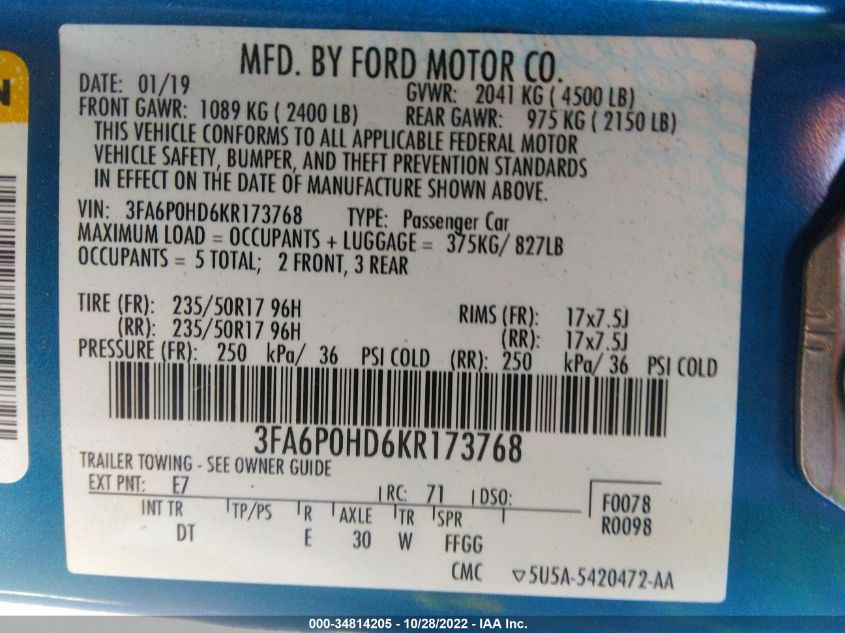 MFD. BY FORD MOTOR CO.
DATE: 01/19 GVWR: 2041 KG ( 4500 LB)
FRONT GAWR: 1089 KG ( 2400 LB) REAR GAWR: 975 KG ( 2150 LB)
THIS VEHICLE CONFORMS TO ALL APPLICABLE FEDERAL MOTOR
VEHICLE SAFETY, BUMPER, AND THEFT PREVENTION STANDARDS
IN EFFECT ON THE DATE OF MANUFACTURE SHOWN ABOVE.
VIN: 3FA6P0HD6KR173768 TYPE: Passenger Car
MAXIMUM LOAD = OCCUPANTS + LUGGAGE = 375KG/ 827LB
OCCUPANTS = 5 TOTAL; 2 FRONT, 3 REAR
TIRE (FR): 235/50R17 96H RIMS (FR): 17x7.5J
(RR): 235/50R17 96H (RR): 17x7.5J
PRESSURE (FR): 250 kPa/ 36 PSI COLD (RR): 250 kPa/ 36 PSI COLD
3FA6P0HD6KR173768
TRAILER TOWING - SEE OWNER GUIDE
EXT PNT: E7 RC: 71 DSO: F0078
INT TR TP/PS R AXLE TR SPR R0098
DT E 30 W FFGG
CMC ▽5U5A-5420472-AA
000-34814205 - 10/28/2022 - IAA Inc.